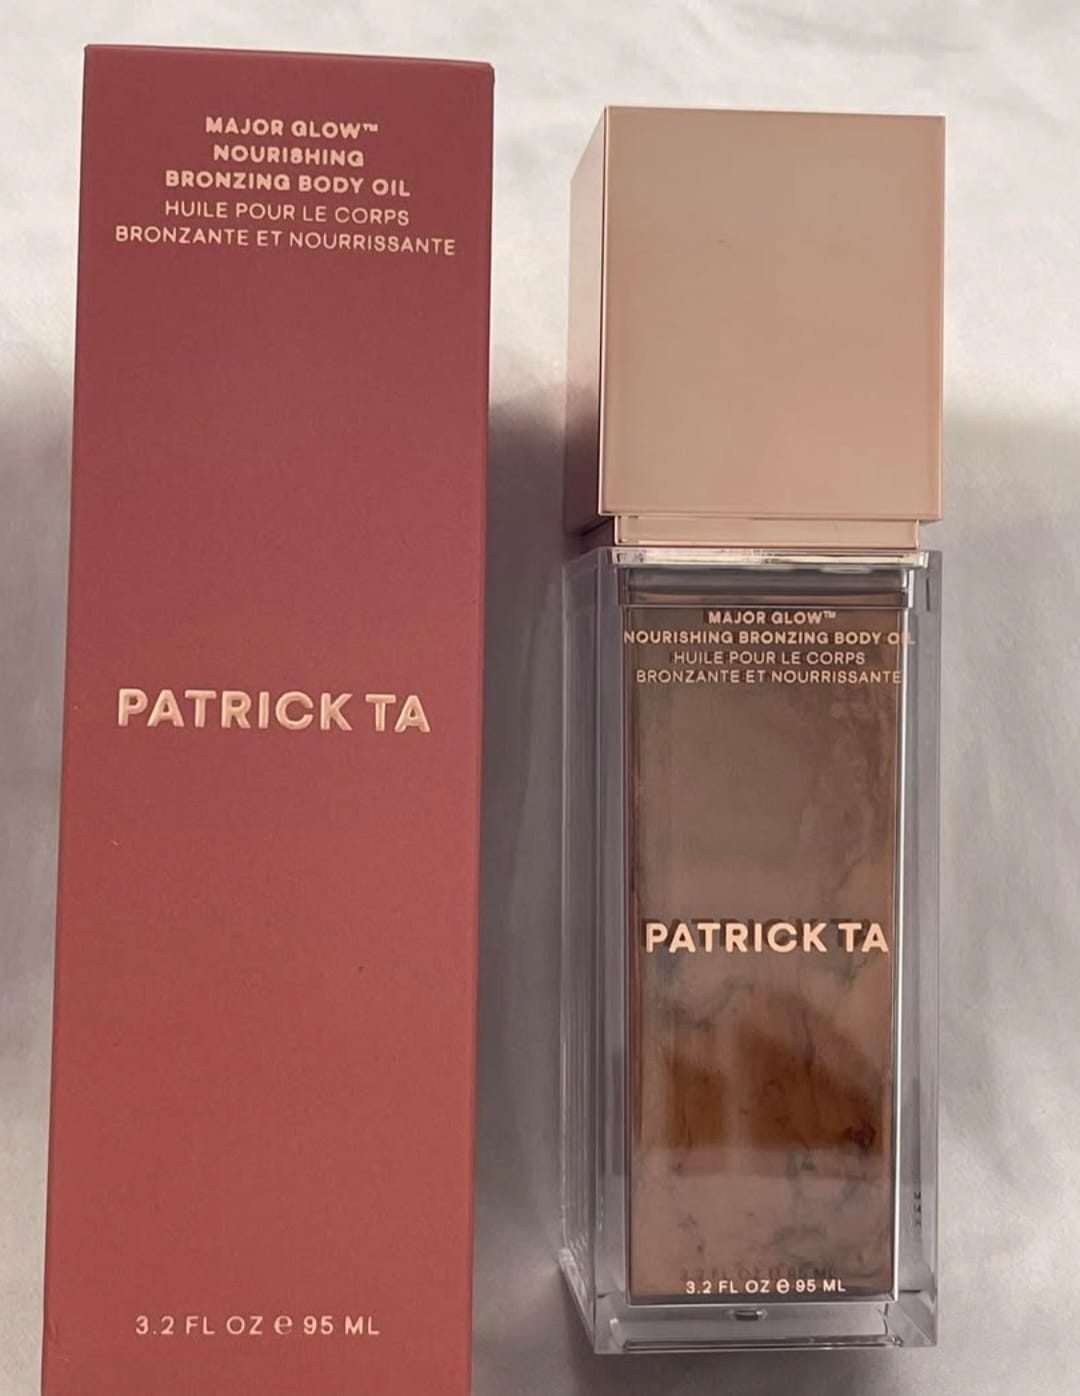 MAJOR GLOW™
NOURISHING
BRONZING BODY OIL
HUILE POUR LE CORPS
BRONZANTE ET NOURRISSANTE
PATRICK TA
3.2 FL OZ ℮ 95 ML
MAJOR GLOW™
NOURISHING BRONZING BODY OIL
HUILE POUR LE CORPS
BRONZANTE ET NOURRISSANTE
PATRICK TA
3.2 FL OZ ℮ 95 ML